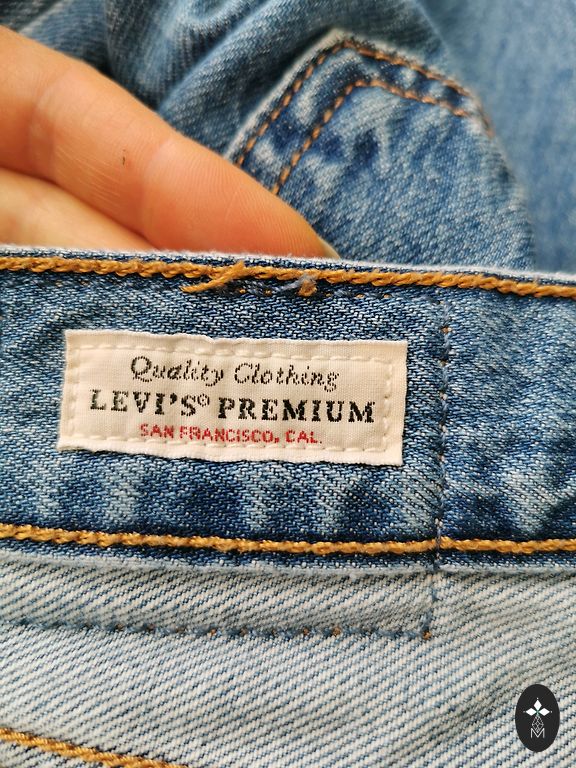 Quality Clothing
LEVI'S® PREMIUM
SAN FRANCISCO, CAL.
M